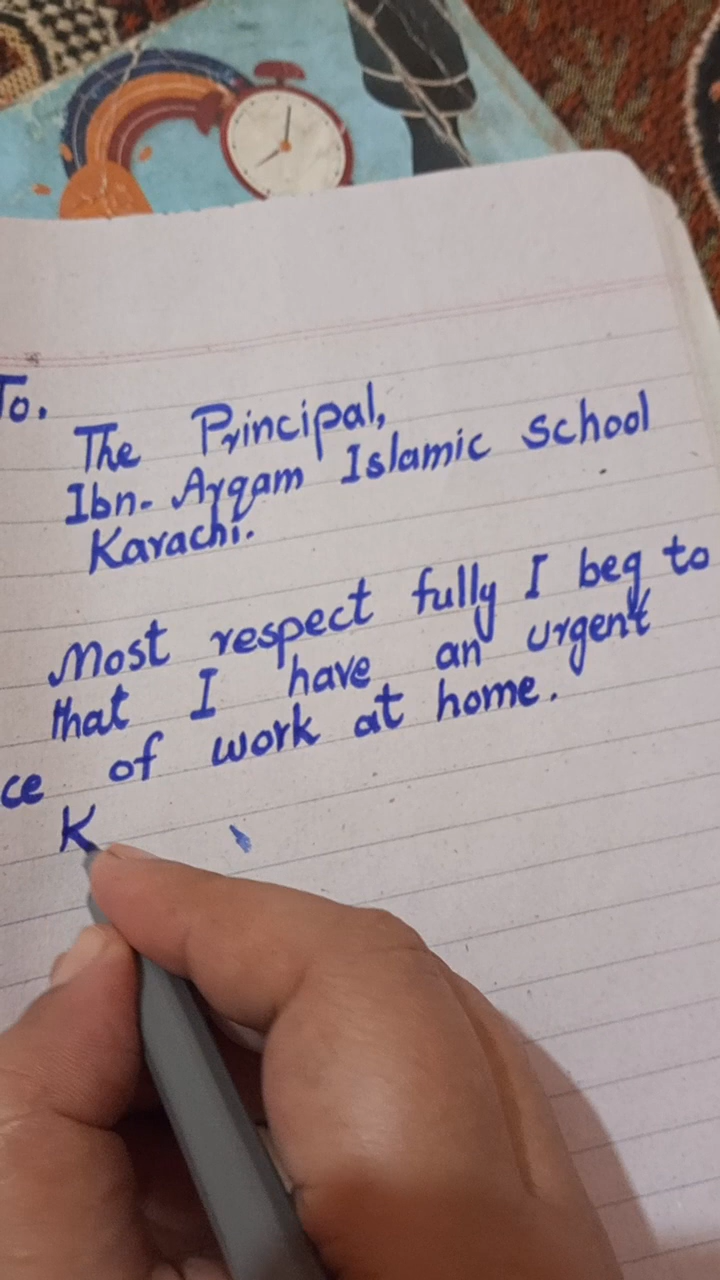 To.
The Principal,
Ibn-Arqam Islamic School
Karachi.
Most respect fully I beg to
that I have an urgent
ce of work at home.
K